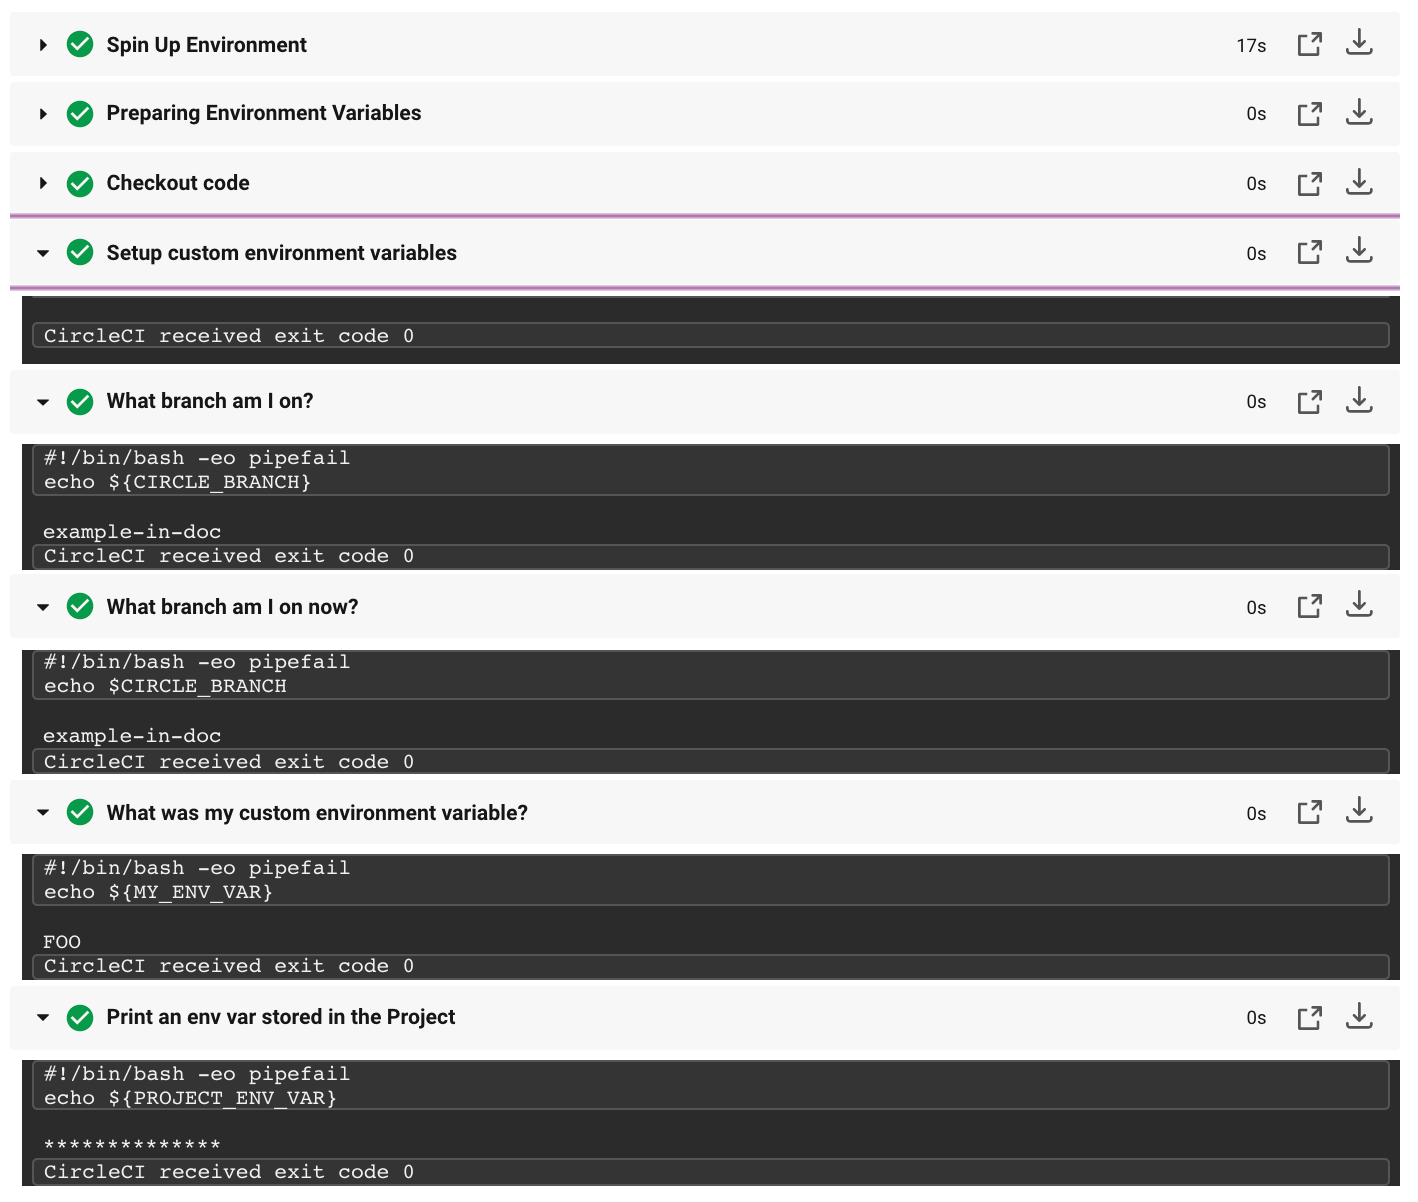 Spin Up Environment 17s
Preparing Environment Variables 0s
Checkout code 0s
Setup custom environment variables 0s
CircleCI received exit code 0
What branch am I on? 0s
#!/bin/bash -eo pipefail
echo ${CIRCLE_BRANCH}
example-in-doc
CircleCI received exit code 0
What branch am I on now? 0s
#!/bin/bash -eo pipefail
echo $CIRCLE_BRANCH
example-in-doc
CircleCI received exit code 0
What was my custom environment variable? 0s
#!/bin/bash -eo pipefail
echo ${MY_ENV_VAR}
FOO
CircleCI received exit code 0
Print an env var stored in the Project 0s
#!/bin/bash -eo pipefail
echo ${PROJECT_ENV_VAR}
**************
CircleCI received exit code 0